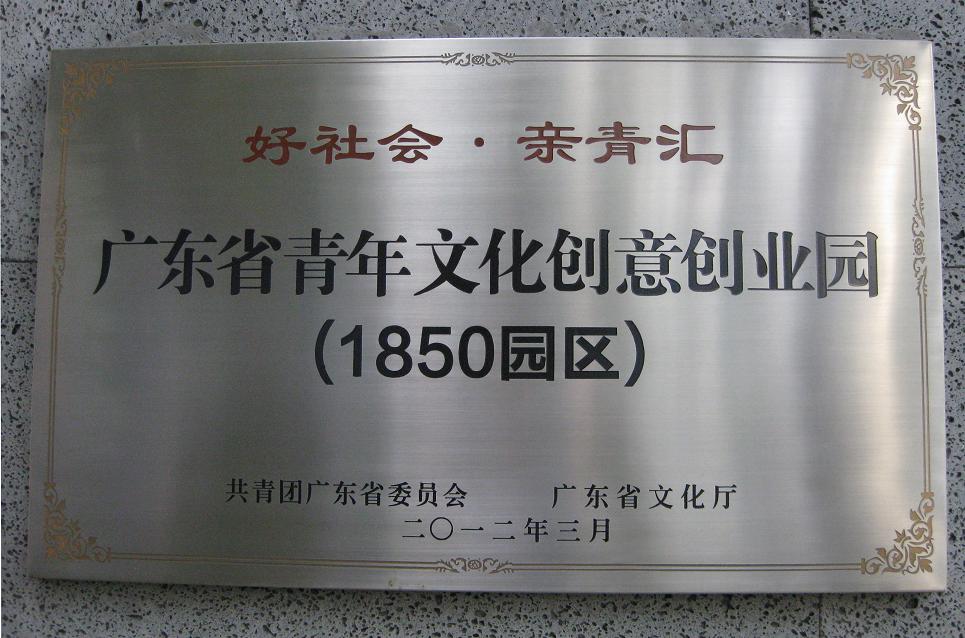 好社会·亲青汇
广东省青年文化创意创业园
(1850园区)
共青团广东省委员会 广东省文化厅
二〇一二年三月